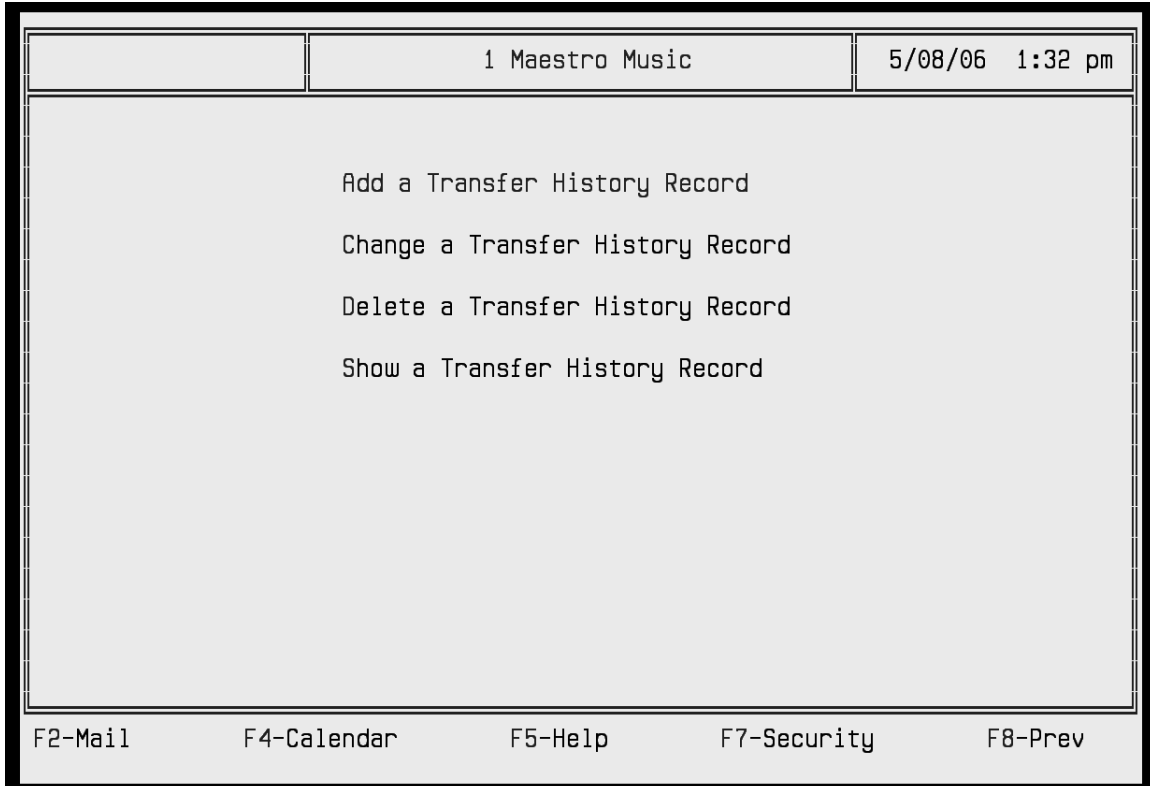 1 Maestro Music 5/08/06 1:32 pm
Add a Transfer History Record
Change a Transfer History Record
Delete a Transfer History Record
Show a Transfer History Record
F2-Mail F4-Calendar F5-Help F7-Security F8-Prev